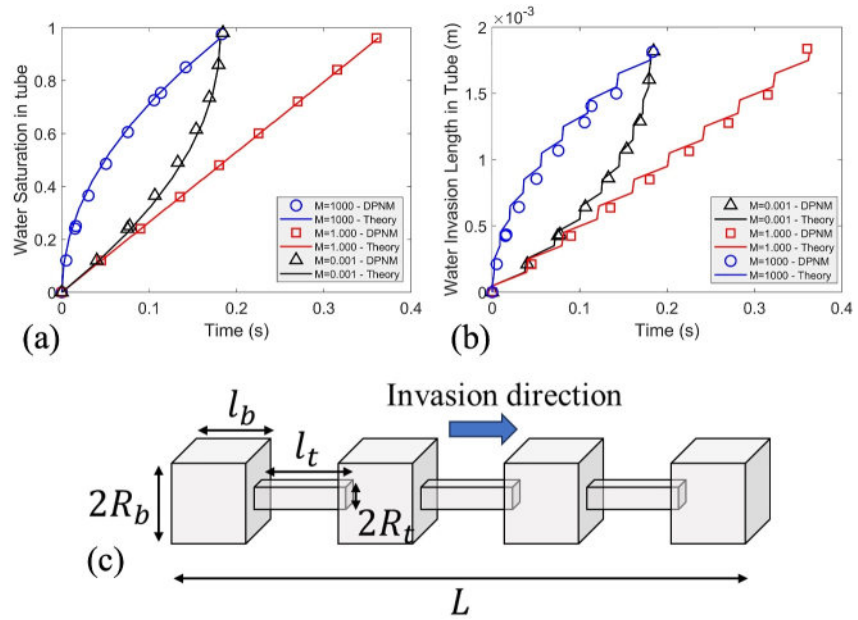 Water Saturation in tube
1
0.8
0.6
0.4
0.2
0
0
0.1
0.2
0.3
0.4
Time (s)
M=1000 - DPNM
M=1000 - Theory
M=1.000 - DPNM
M=1.000 - Theory
M=0.001 - DPNM
M=0.001 - Theory
(a)
Water Invasion Length in Tube (m)
2
×10⁻³
1.5
1
0.5
0
0
0.1
0.2
0.3
0.4
Time (s)
M=0.001 - DPNM
M=0.001 - Theory
M=1.000 - DPNM
M=1.000 - Theory
M=1000 - DPNM
M=1000 - Theory
(b)
Invasion direction
l_b
l_t
2R_b
2R_t
(c)
L